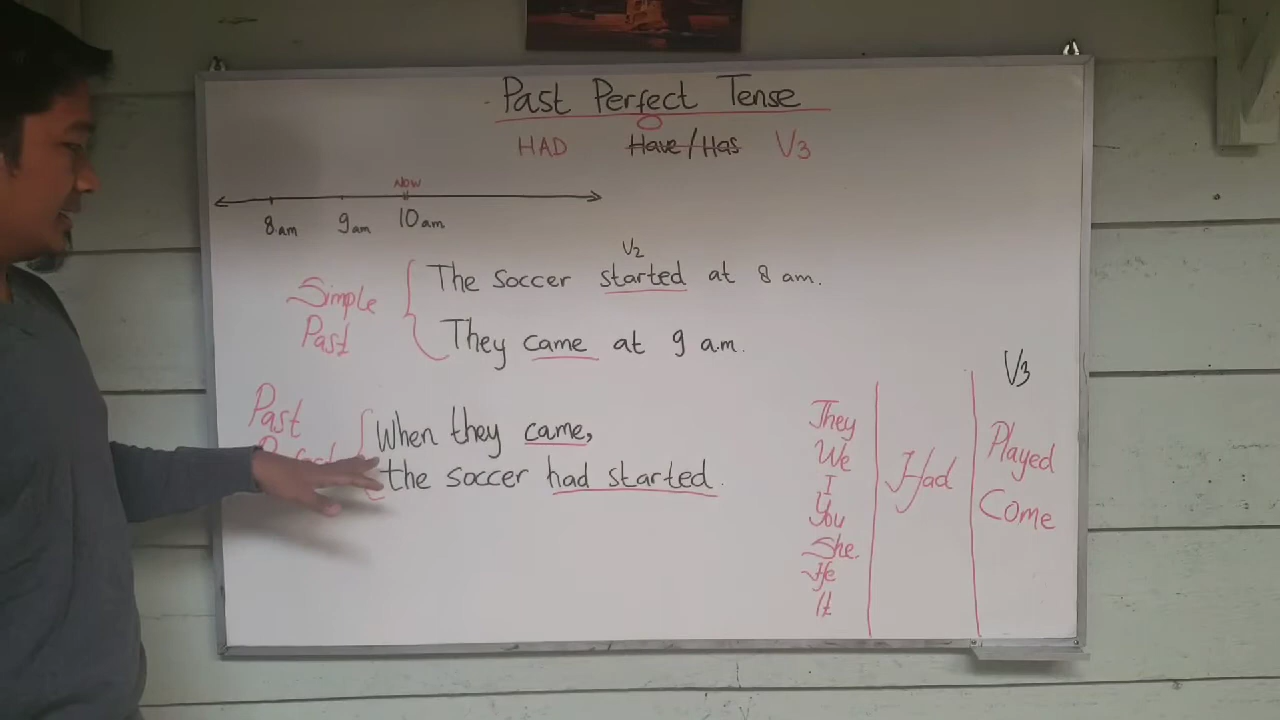 Past Perfect Tense
HAD Have/Has V3
Now
8am 9am 10am
V2
Simple
Past
The soccer started at 8 am.
They came at 9 a.m.
Past
Perfect
When they came,
the soccer had started.
V3
They
We
I
You
She
He
It
Had
Played
Come